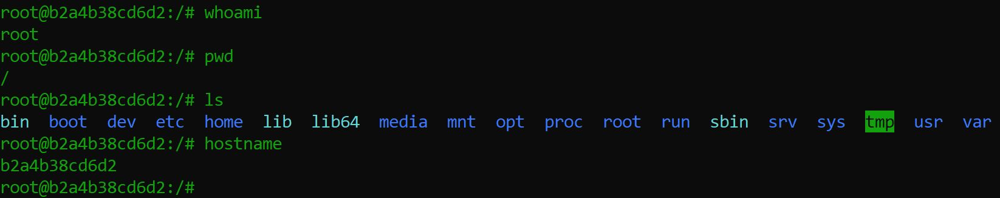 root@b2a4b38cd6d2:/# whoami
root
root@b2a4b38cd6d2:/# pwd
/
root@b2a4b38cd6d2:/# ls
bin  boot  dev  etc  home  lib  lib64  media  mnt  opt  proc  root  run  sbin  srv  sys  tmp  usr  var
root@b2a4b38cd6d2:/# hostname
b2a4b38cd6d2
root@b2a4b38cd6d2:/#